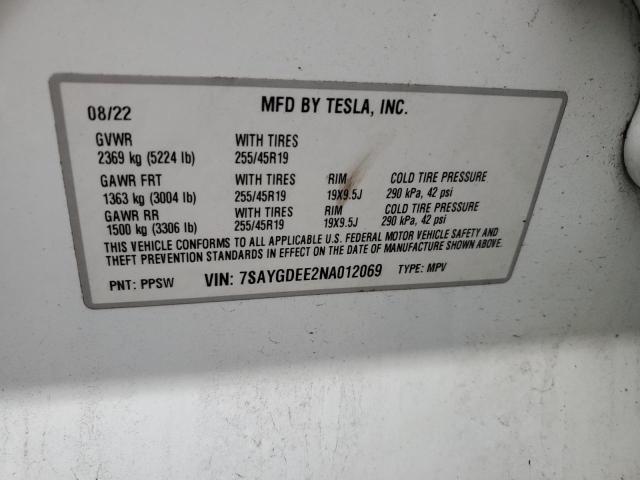 08/22 MFD BY TESLA, INC.
GVWR WITH TIRES
2369 kg (5224 lb) 255/45R19
GAWR FRT WITH TIRES RIM COLD TIRE PRESSURE
1363 kg (3004 lb) 255/45R19 19X9.5J 290 kPa, 42 psi
GAWR RR WITH TIRES RIM COLD TIRE PRESSURE
1500 kg (3306 lb) 255/45R19 19X9.5J 290 kPa, 42 psi
THIS VEHICLE CONFORMS TO ALL APPLICABLE U.S. FEDERAL MOTOR VEHICLE SAFETY AND
THEFT PREVENTION STANDARDS IN EFFECT ON THE DATE OF MANUFACTURE SHOWN ABOVE.
PNT: PPSW VIN: 7SAYGDEE2NA012069 TYPE: MPV